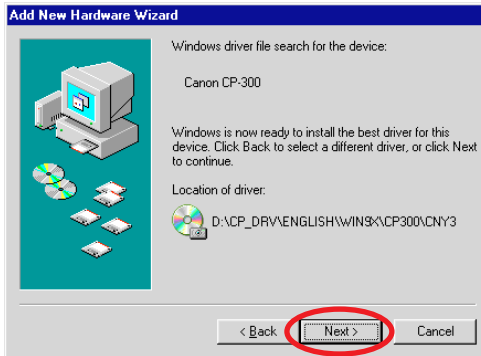 Add New Hardware Wizard
Windows driver file search for the device:
Canon CP-300
Windows is now ready to install the best driver for this
device. Click Back to select a different driver, or click Next
to continue.
Location of driver:
D:\CP_DRV\ENGLISH\WIN9X\CP300\CNY3
< Back
Next >
Cancel